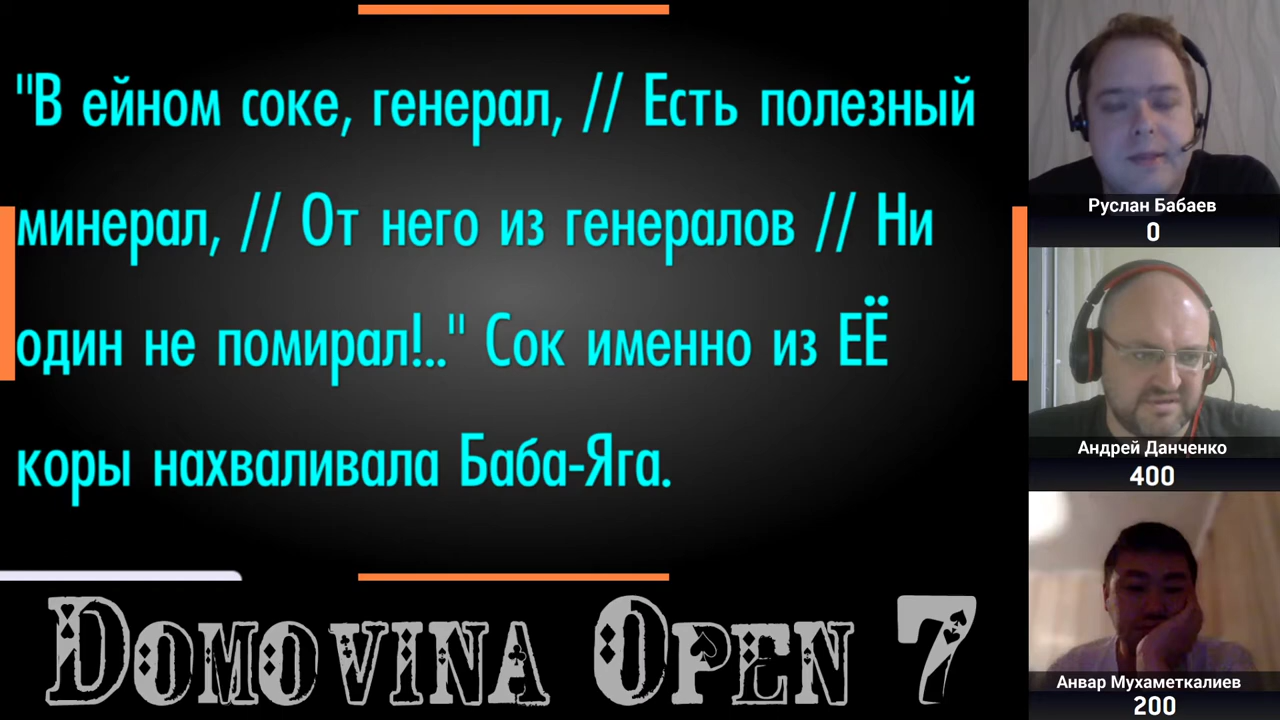 "В ейном соке, генерал, // Есть полезный
минерал, // От него из генералов // Ни
один не помирал!.." Сок именно из ЕЁ
коры нахваливала Баба-Яга.
Руслан Бабаев
0
Андрей Данченко
400
Анвар Мухаметкалиев
200
Domovina Open 7